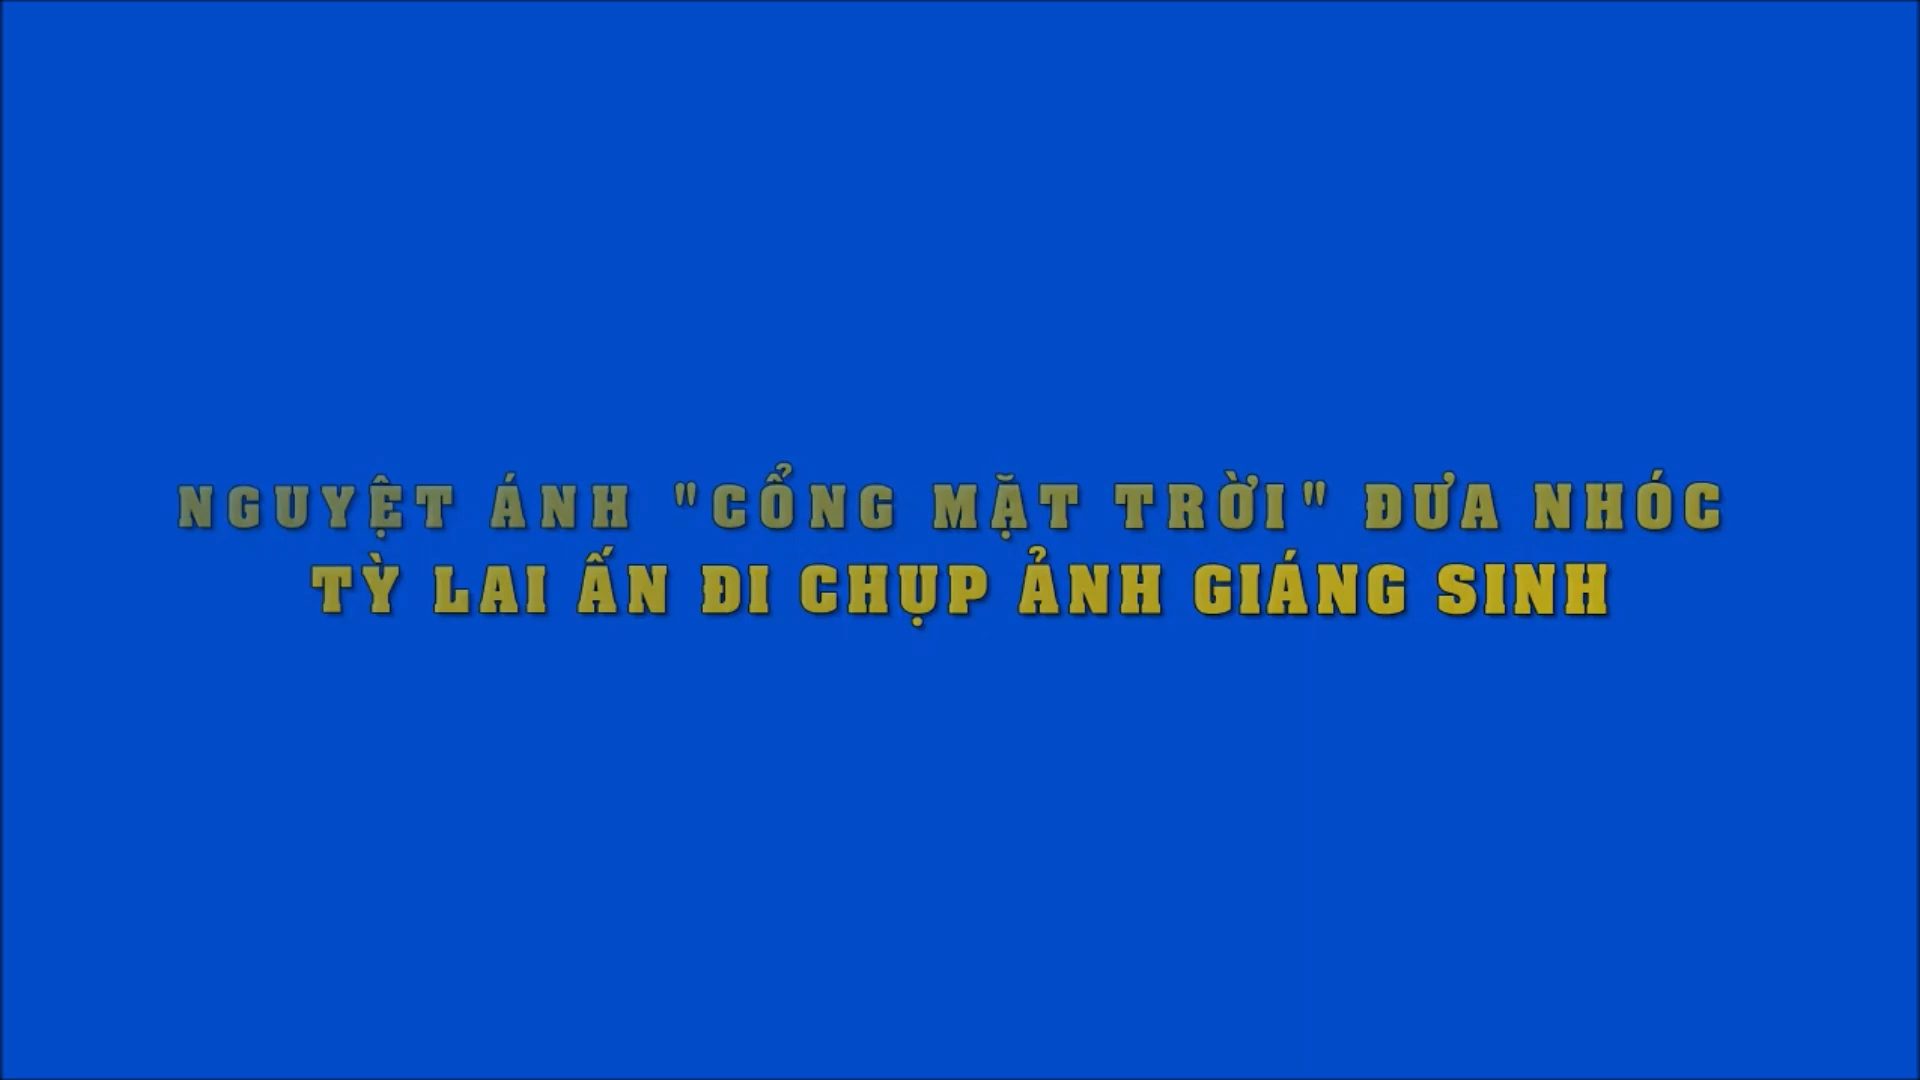 NGUYỆT ÁNH "CỔNG MẶT TRỜI" ĐƯA NHÓC
TỲ LAI ẤN ĐI CHỤP ẢNH GIÁNG SINH